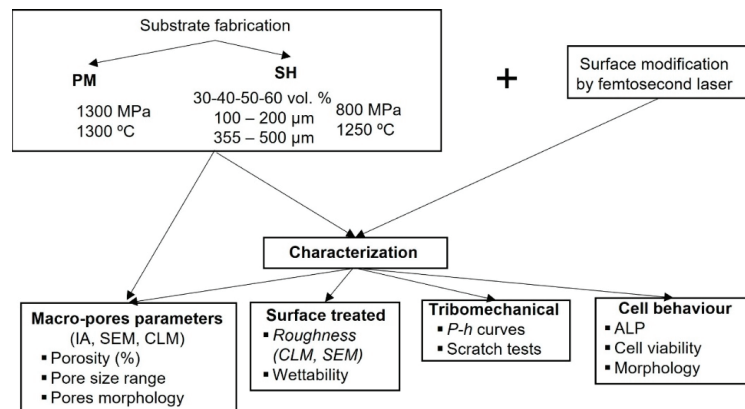 Substrate fabrication
PM
SH
1300 MPa
1300 ºC
30-40-50-60 vol. %
100 – 200 µm
355 – 500 µm
800 MPa
1250 ºC
+
Surface modification
by femtosecond laser
Characterization
Macro-pores parameters
(IA, SEM, CLM)
▪ Porosity (%)
▪ Pore size range
▪ Pores morphology
Surface treated
▪ Roughness
(CLM, SEM)
▪ Wettability
Tribomechanical
▪ P-h curves
▪ Scratch tests
Cell behaviour
▪ ALP
▪ Cell viability
▪ Morphology